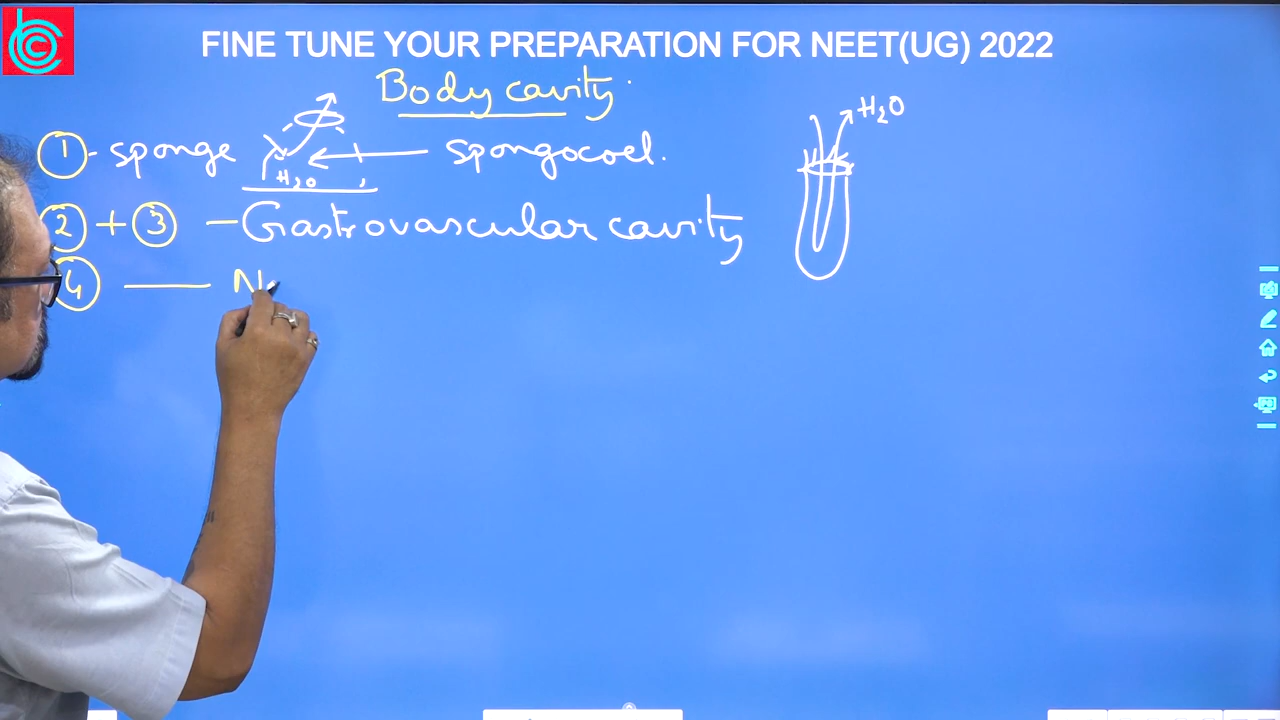 FINE TUNE YOUR PREPARATION FOR NEET(UG) 2022
Body cavity
① - sponge H₂O spongocoel.
H₂O
② + ③ - Gastrovascular cavity
④ — N